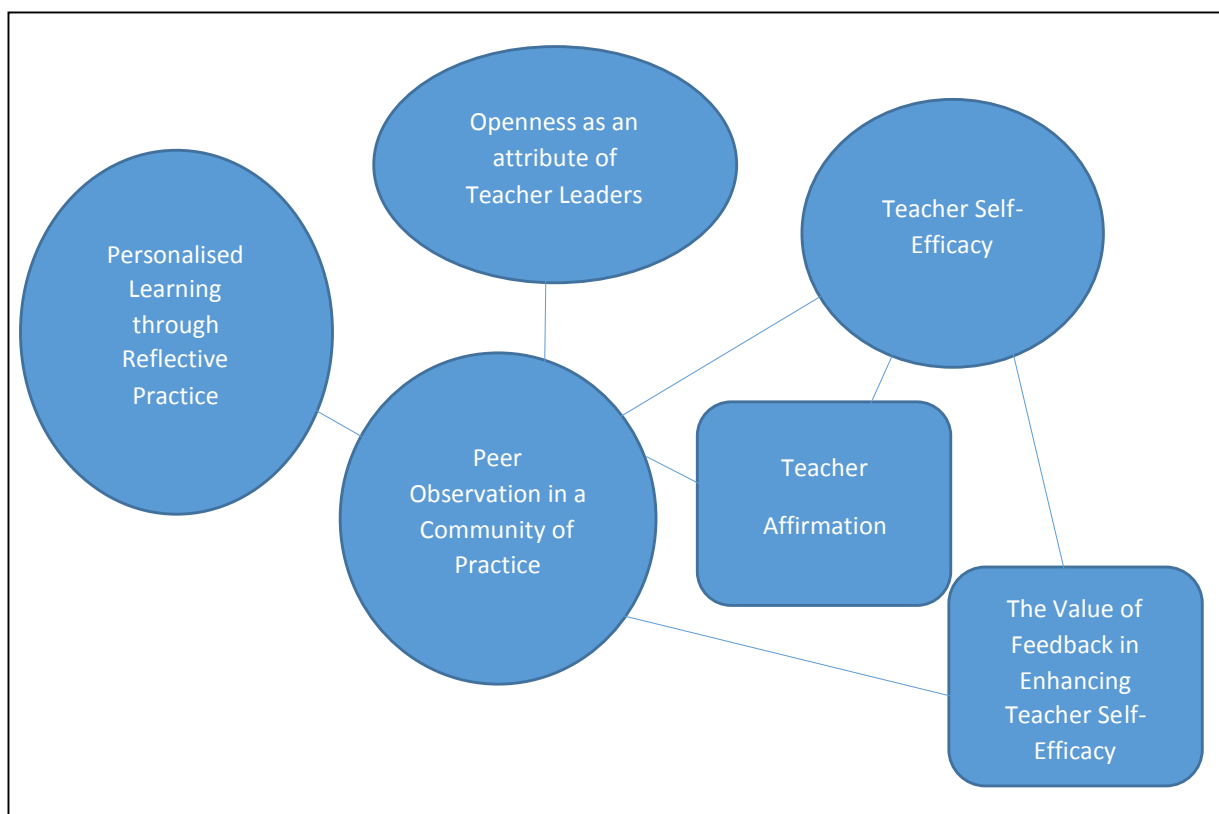 Openness as an
attribute of
Teacher Leaders
Teacher Self-
Efficacy
Personalised
Learning
through
Reflective
Practice
Peer
Observation in a
Community of
Practice
Teacher
Affirmation
The Value of
Feedback in
Enhancing
Teacher Self-
Efficacy